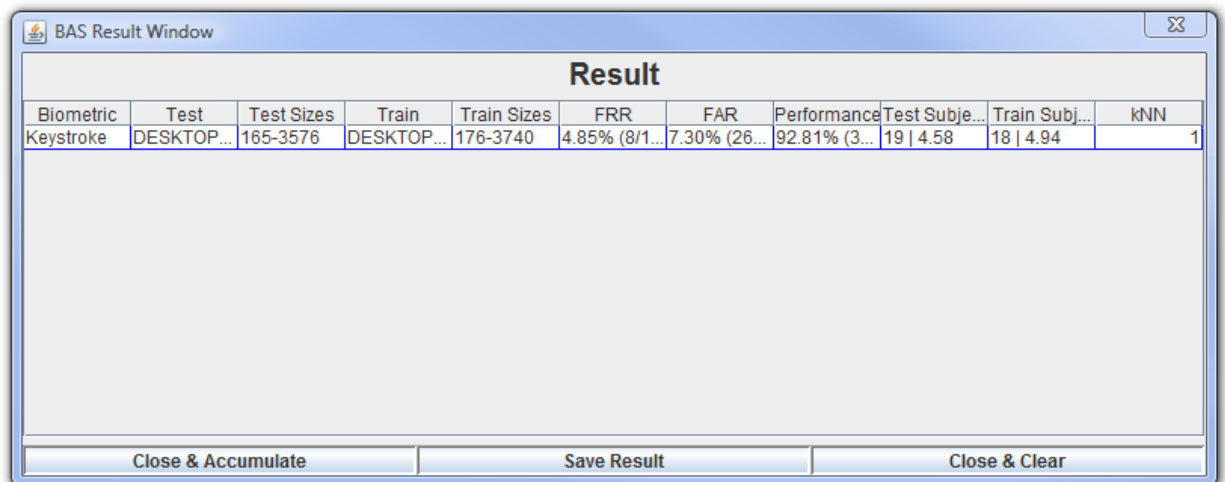 BAS Result Window
Result
Biometric Test Test Sizes Train Train Sizes FRR FAR Performance Test Subje... Train Subj... kNN
Keystroke DESKTOP... 165-3576 DESKTOP... 176-3740 4.85% (8/1... 7.30% (26... 92.81% (3... 19 | 4.58 18 | 4.94 1
Close & Accumulate Save Result Close & Clear